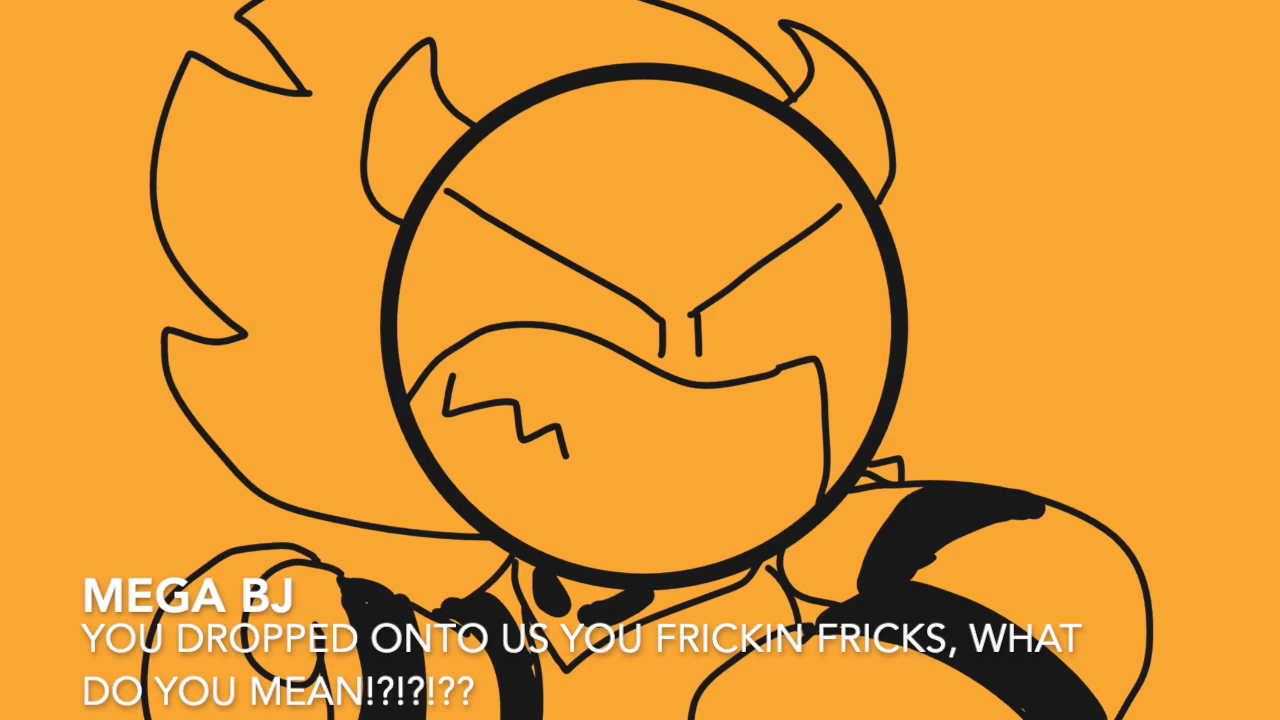 MEGA BJ
YOU DROPPED ONTO US YOU FRICKIN FRICKS, WHAT
DO YOU MEAN!?!?!??